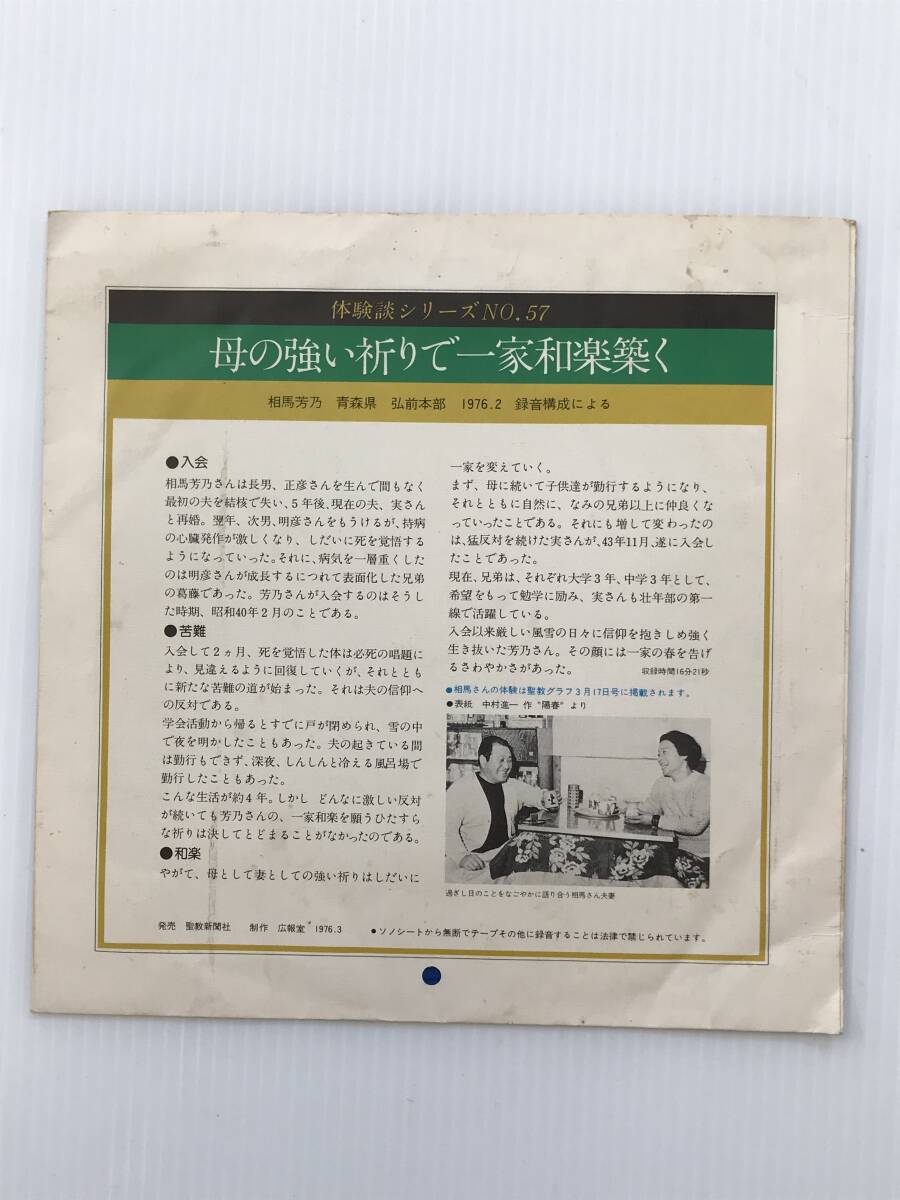 体験談シリーズNO.57
母の強い祈りで一家和楽築く
相馬芳乃 青森県 弘前本部 1976.2 録音構成による
●入会
相馬芳乃さんは長男、正彦さんを生んで間もなく
最初の夫を結核で失い、5年後、現在の夫、実さん
と再婚。翌年、次男、明彦さんをもうけるが、持病
の心臓発作が激しくなり、しだいに死を覚悟する
ようになっていった。それに、病気を一層重くした
のは明彦さんが成長するにつれて表面化した兄弟
の葛藤であった。芳乃さんが入会するのはそうし
た時期、昭和40年2月のことである。
●苦難
入会して2ヵ月、死を覚悟した体は必死の唱題に
より、見違えるように回復していくが、それととも
に新たな苦難の道が始まった。それは夫の信仰へ
の反対である。
学会活動から帰るとすでに戸が閉められ、雪の中
で夜を明かしたこともあった。夫の起きている間
は勤行もできず、深夜、しんしんと冷える風呂場で
勤行したこともあった。
こんな生活が約4年。しかし どんなに激しい反対
が続いても芳乃さんの、一家和楽を願うひたすら
な祈りは決してとどまることがなかったのである。
●和楽
やがて、母として妻としての強い祈りはしだいに
一家を変えていく。
まず、母に続いて子供達が勤行するようになり、
それとともに自然に、なみの兄弟以上に仲良くな
っていったことである。それにも増して変わったの
は、猛反対を続けた実さんが、43年11月、遂に入会し
たことであった。
現在、兄弟は、それぞれ大学3年、中学3年として、
希望をもって勉学に励み、実さんも壮年部の第一
線で活躍している。
入会以来厳しい風雪の日々に信仰を抱きしめ強く
生き抜いた芳乃さん。その顔には一家の春を告げ
るさわやかさがあった。 収録時間16分21秒
●相馬さんの体験は聖教グラフ3月17日号に掲載されます。
●表紙 中村進一 作 "陽春" より
過ぎし日のことをなごやかに語り合う相馬さん夫妻
発売 聖教新聞社 制作 広報室 1976.3 ●ソノシートから無断でテープその他に録音することは法律で禁じられています。